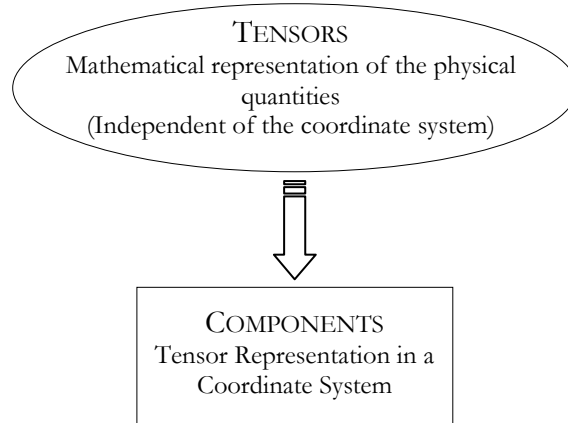 TENSORS
Mathematical representation of the physical
quantities
(Independent of the coordinate system)
COMPONENTS
Tensor Representation in a
Coordinate System